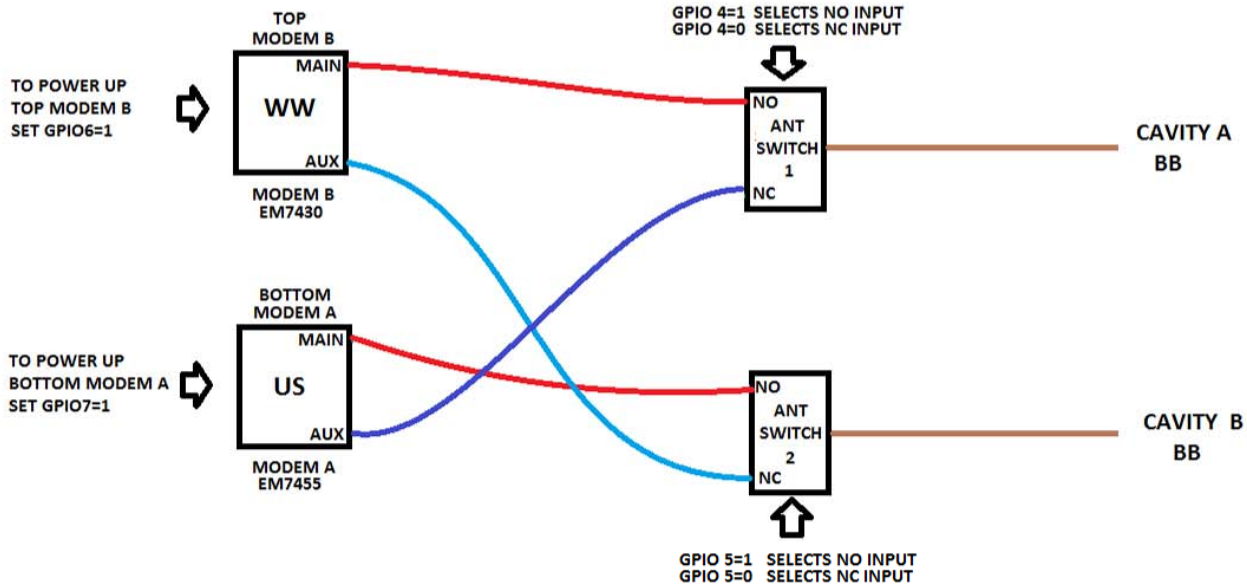 GPIO 4=1 SELECTS NO INPUT
GPIO 4=0 SELECTS NC INPUT
TOP
MODEM B
MAIN
WW
AUX
MODEM B
EM7430
TO POWER UP
TOP MODEM B
SET GPIO6=1
NO
ANT
SWITCH
1
NC
CAVITY A
BB
BOTTOM
MODEM A
MAIN
US
AUX
MODEM A
EM7455
TO POWER UP
BOTTOM MODEM A
SET GPIO7=1
NO
ANT
SWITCH
2
NC
CAVITY B
BB
GPIO 5=1 SELECTS NO INPUT
GPIO 5=0 SELECTS NC INPUT